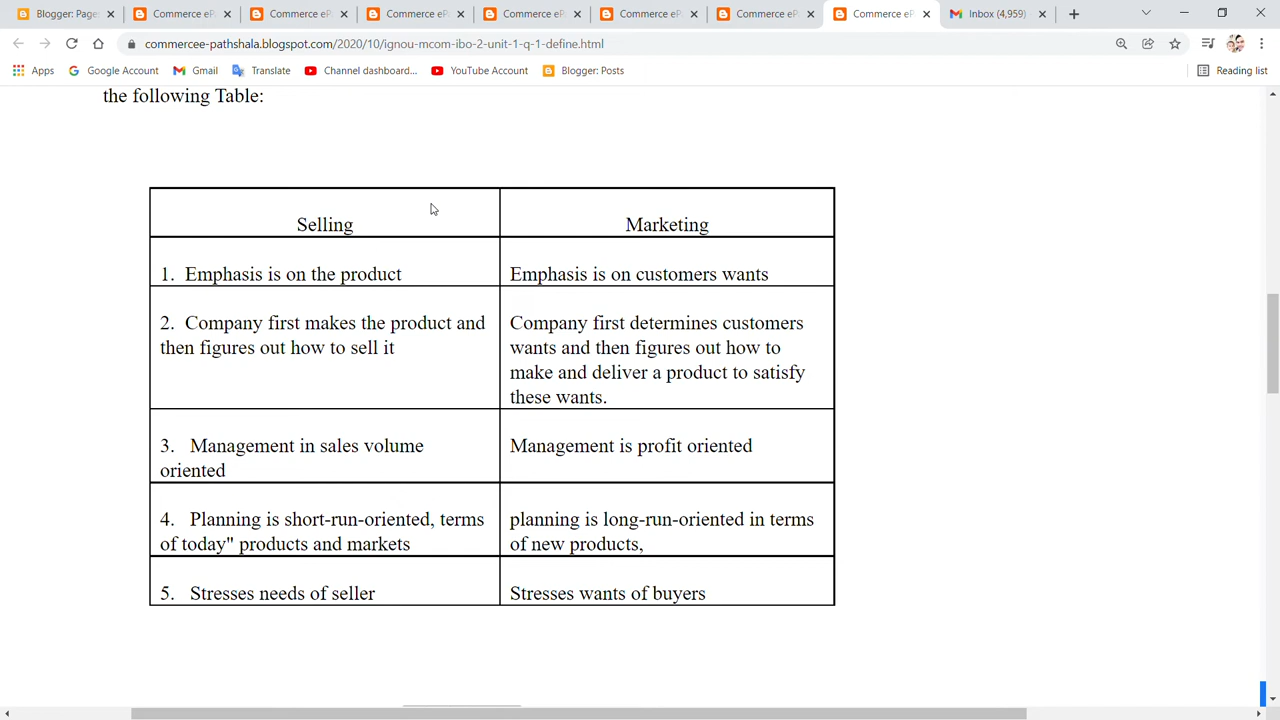 Blogger: Page
Commerce eP
Commerce eP
Commerce eP
Commerce eP
Commerce eP
Commerce eP
Commerce eP
Inbox (4,959)
commercee-pathshala.blogspot.com/2020/10/ignou-mcom-ibo-2-unit-1-q-1-define.html
Apps
Google Account
Gmail
Translate
Channel dashboard...
YouTube Account
Blogger: Posts
Reading list
the following Table:
Selling
Marketing
1. Emphasis is on the product
Emphasis is on customers wants
2. Company first makes the product and
then figures out how to sell it
Company first determines customers
wants and then figures out how to
make and deliver a product to satisfy
these wants.
3. Management in sales volume
oriented
Management is profit oriented
4. Planning is short-run-oriented, terms
of today" products and markets
planning is long-run-oriented in terms
of new products,
5. Stresses needs of seller
Stresses wants of buyers